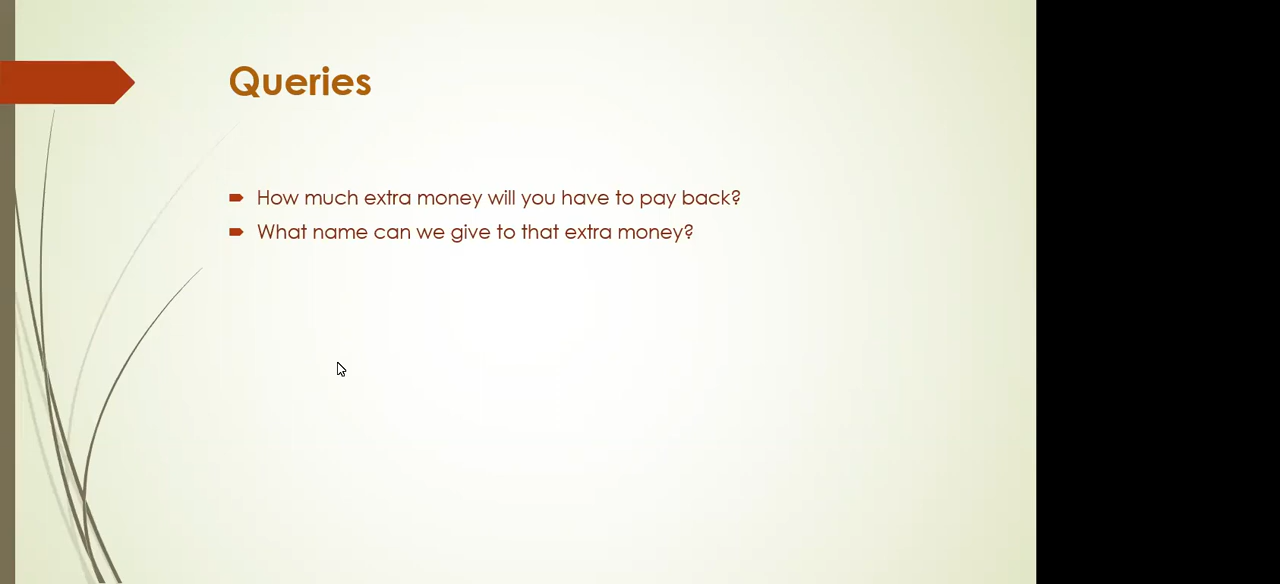 Queries
How much extra money will you have to pay back?
What name can we give to that extra money?